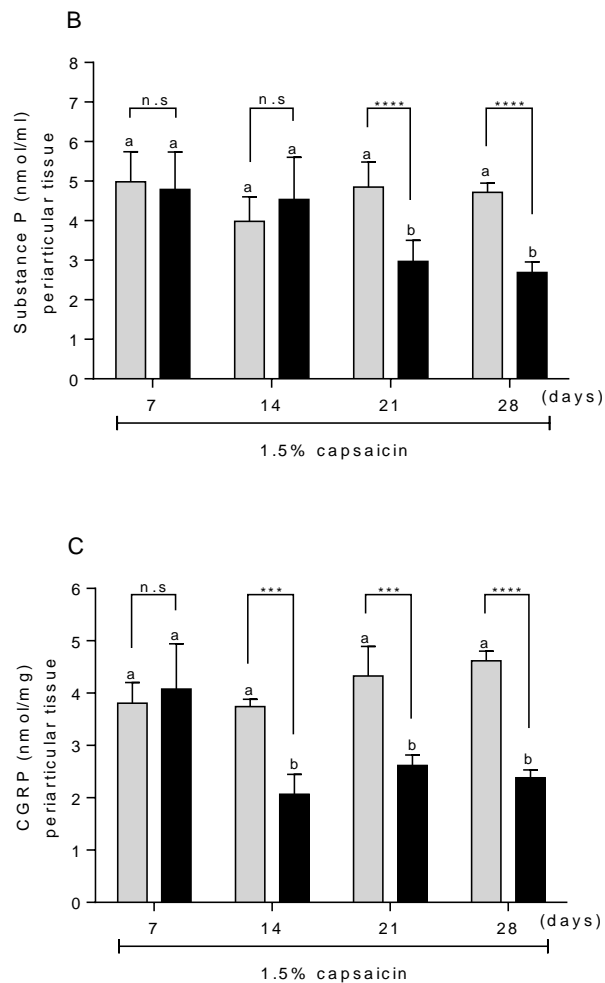 B
Substance P (nmol/ml)
periarticular tissue
8
7
6
5
4
3
2
1
0
n.s
n.s
****
****
a
a
a
a
a
b
a
b
7
14
21
28
(days)
1.5% capsaicin
C
CGRP (nmol/mg)
periarticular tissue
6
5
4
3
2
1
0
n.s
***
***
****
a
a
a
b
a
b
a
b
7
14
21
28
(days)
1.5% capsaicin